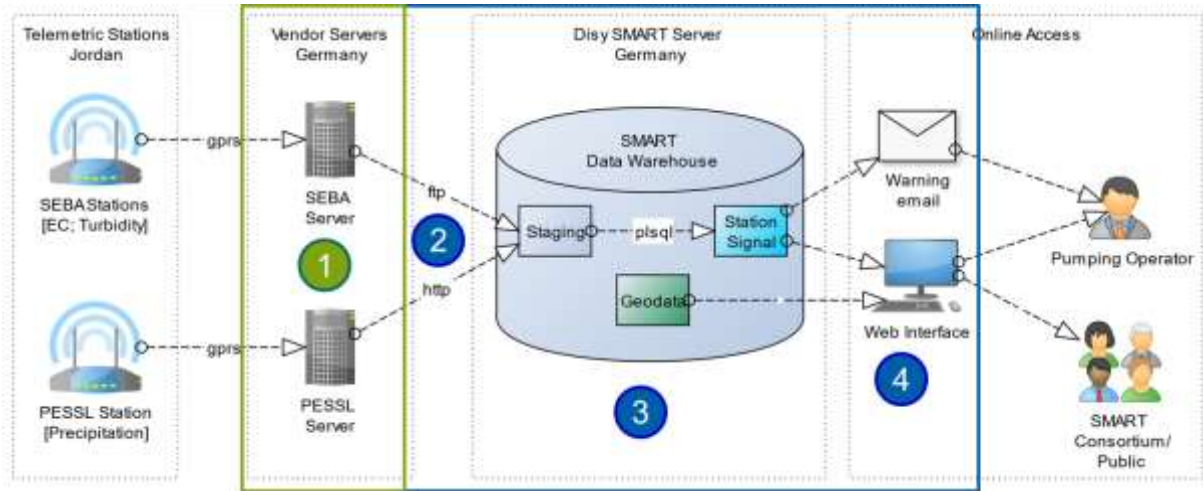 Telemetric Stations
Jordan
Vendor Servers
Germany
Disy SMART Server
Germany
Online Access
gprs
SEBAStations
[EC; Turbidity]
SEBA
Server
1
ftp
2
http
SMART
Data Warehouse
Staging
plsql
Station
Signal
Geodata
3
Warning
email
Web Interface
4
Pumping Operator
gprs
PESSL Station
[Precipitation]
PESSL
Server
SMART
Consortium/
Public